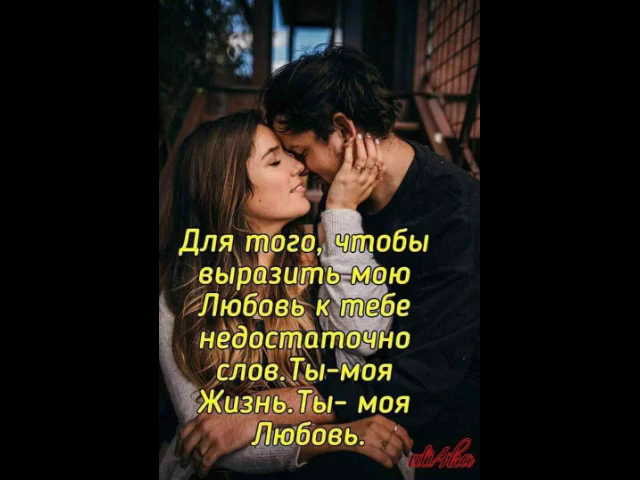 Для того, чтобы
выразить мою
Любовь к тебе
недостаточно
слов.Ты-моя
Жизнь.Ты- моя
Любовь.